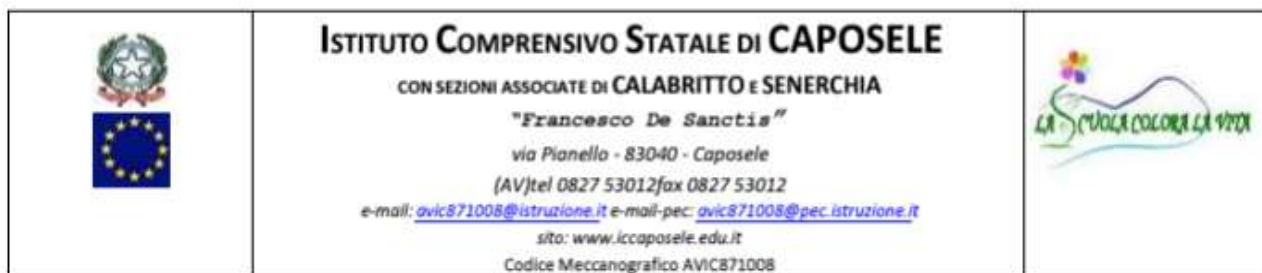 ISTITUTO COMPRENSIVO STATALE DI CAPOSELE
CON SEZIONI ASSOCIATE DI CALABRITTO E SENERCHIA
"Francesco De Sanctis"
via Pianello - 83040 - Caposele
(AV)tel 0827 53012fax 0827 53012
e-mail: avic871008@istruzione.it e-mail-pec: avic871008@pec.istruzione.it
sito: www.iccaposele.edu.it
Codice Meccanografico AVIC871008
LA SCUOLA COLORA LA VITA